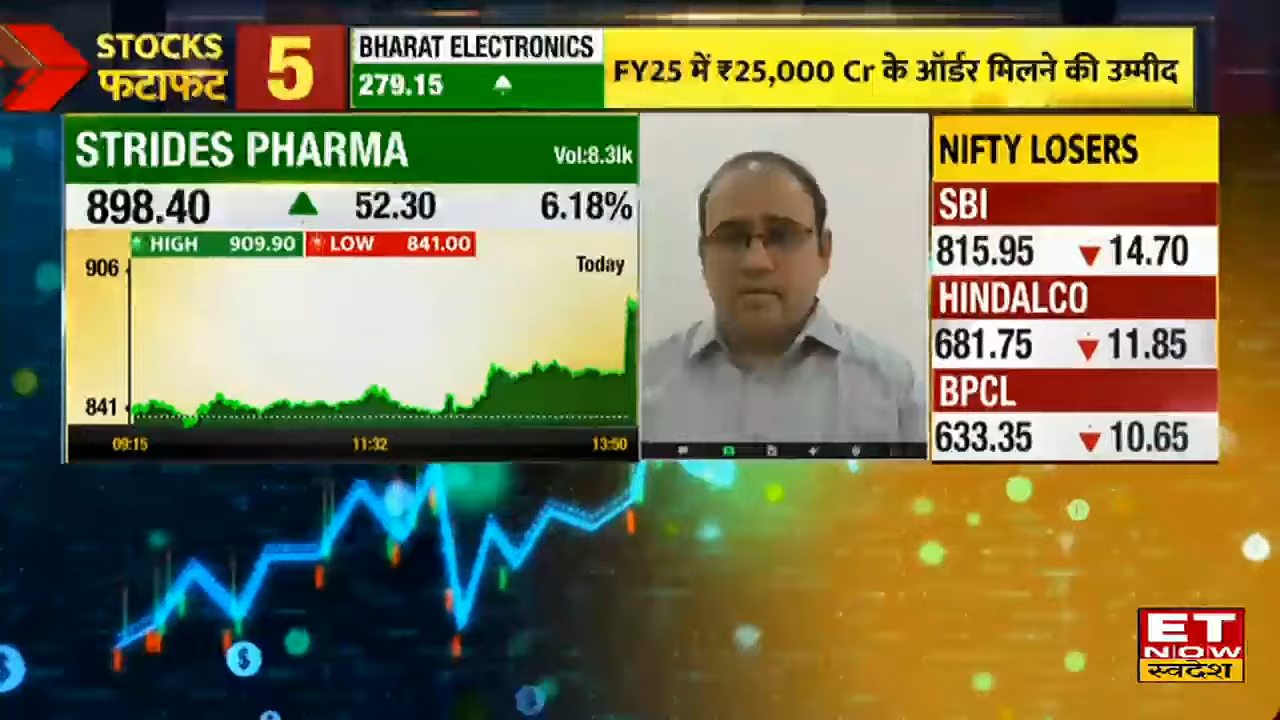 STOCKS
फटाफट
5
BHARAT ELECTRONICS
279.15
FY25 में ₹25,000 Cr के ऑर्डर मिलने की उम्मीद
STRIDES PHARMA
Vol:8.3lk
898.40 52.30 6.18%
HIGH 909.90 LOW 841.00
906
Today
841
09:15 11:32 13:50
NIFTY LOSERS
SBI
815.95 14.70
HINDALCO
681.75 11.85
BPCL
633.35 10.65
ET
NOW
स्वदेश